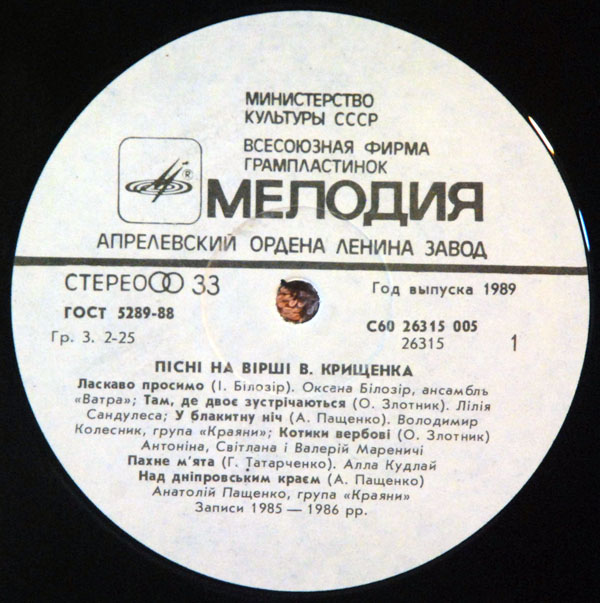 МИНИСТЕРСТВО
КУЛЬТУРЫ СССР
ВСЕСОЮЗНАЯ ФИРМА
ГРАМПЛАСТИНОК
®
МЕЛОДИЯ
АПРЕЛЕВСКИЙ ОРДЕНА ЛЕНИНА ЗАВОД
СТЕРЕО 33
Год выпуска 1989
ГОСТ 5289-88
С60 26315 005
Гр. 3. 2-25
26315
1
ПІСНІ НА ВІРШІ В. КРИЩЕНКА
Ласкаво просимо (І. Білозір). Оксана Білозір, ансамбль
«Ватра»; Там, де двоє зустрічаються (О. Злотник). Лілія
Сандулеса; У блакитну ніч (А. Пащенко). Володимир
Колесник, група «Краяни»; Котики вербові (О. Злотник)
Антоніна, Світлана і Валерій Мареничі
Пахне м'ята (Г. Татарченко). Алла Кудлай
Над дніпровським краєм (А. Пащенко)
Анатолій Пащенко, група «Краяни»
Записи 1985 — 1986 рр.